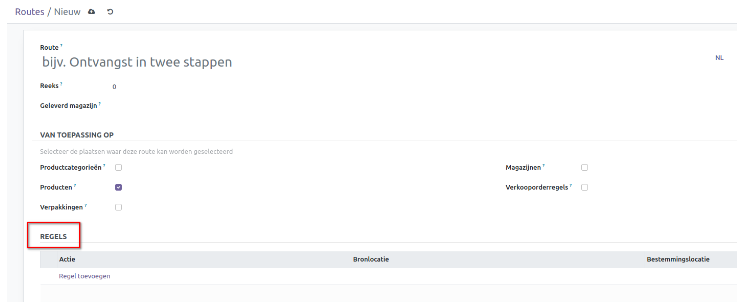 Routes / Nieuw
Route ?
bijv. Ontvangst in twee stappen
NL
Reeks ? 0
Geleverd magazijn ?
VAN TOEPASSING OP
Selecteer de plaatsen waar deze route kan worden geselecteerd
Productcategorieën ? Magazijnen ?
Producten ? Verkooporderregels ?
Verpakkingen ?
REGELS
Actie Bronlocatie Bestemmingslocatie
Regel toevoegen